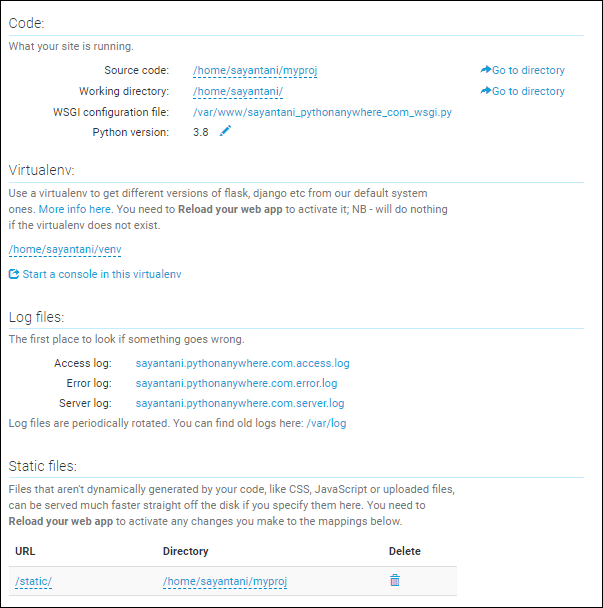 Code:
What your site is running.
Source code: /home/sayantani/myproj Go to directory
Working directory: /home/sayantani/ Go to directory
WSGI configuration file: /var/www/sayantani_pythonanywhere_com_wsgi.py
Python version: 3.8
Virtualenv:
Use a virtualenv to get different versions of flask, django etc from our default system
ones. More info here. You need to Reload your web app to activate it; NB - will do nothing
if the virtualenv does not exist.
/home/sayantani/venv
Start a console in this virtualenv
Log files:
The first place to look if something goes wrong.
Access log: sayantani.pythonanywhere.com.access.log
Error log: sayantani.pythonanywhere.com.error.log
Server log: sayantani.pythonanywhere.com.server.log
Log files are periodically rotated. You can find old logs here: /var/log
Static files:
Files that aren't dynamically generated by your code, like CSS, JavaScript or uploaded files,
can be served much faster straight off the disk if you specify them here. You need to
Reload your web app to activate any changes you make to the mappings below.
URL Directory Delete
/static/ /home/sayantani/myproj